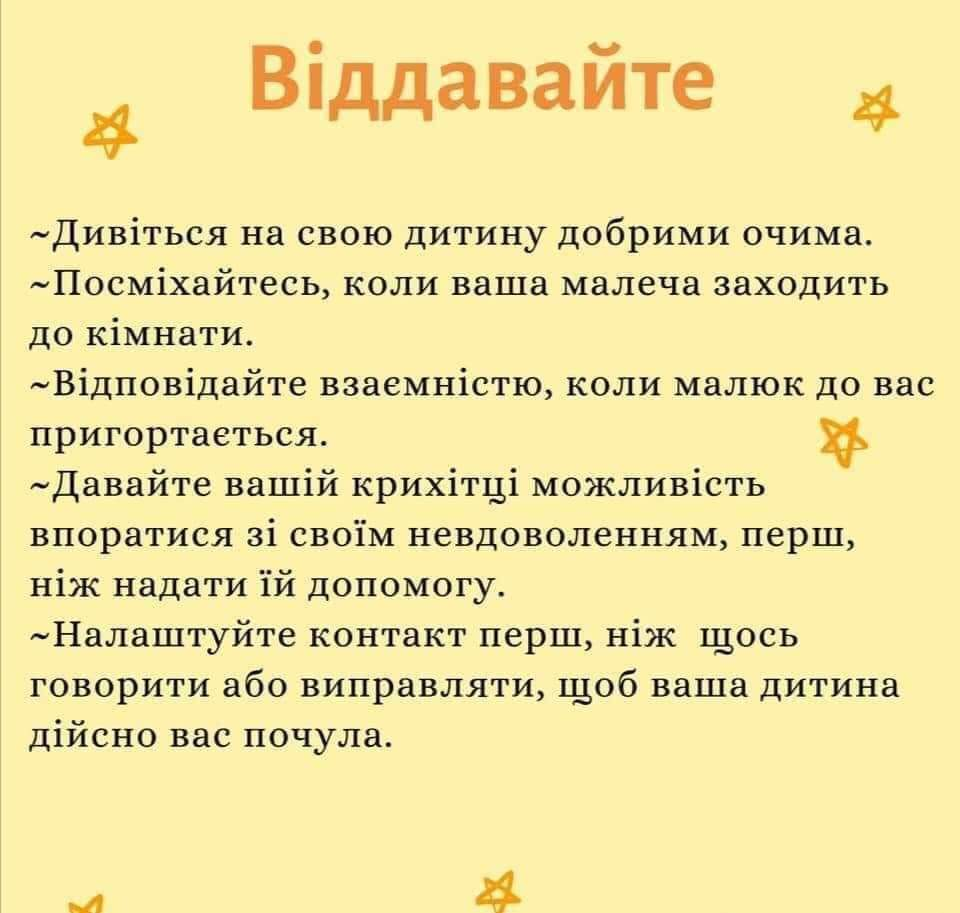 Віддавайте
~Дивіться на свою дитину добрими очима.
~Посміхайтесь, коли ваша малеча заходить
до кімнати.
~Відповідайте взаємністю, коли малюк до вас
пригортається.
~Давайте вашій крихітці можливість
впоратися зі своїм невдоволенням, перш,
ніж надати їй допомогу.
~Налаштуйте контакт перш, ніж  щось
говорити або виправляти, щоб ваша дитина
дійсно вас почула.